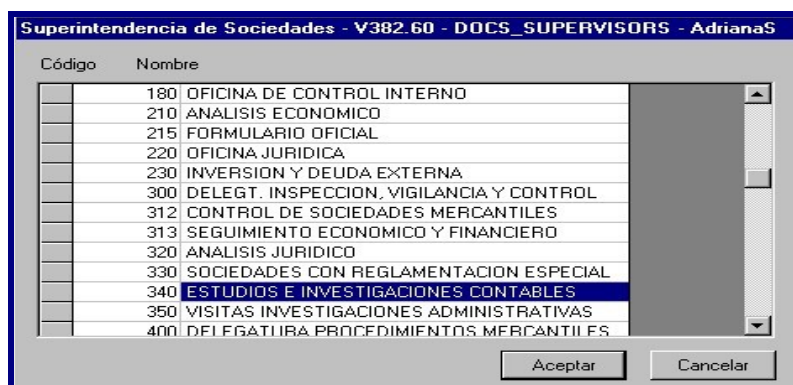 Superintendencia de Sociedades - V382.60 - DOCS_SUPERVISORS - AdrianaS
Código Nombre
180 OFICINA DE CONTROL INTERNO
210 ANALISIS ECONOMICO
215 FORMULARIO OFICIAL
220 OFICINA JURIDICA
230 INVERSION Y DEUDA EXTERNA
300 DELEGT. INSPECCION, VIGILANCIA Y CONTROL
312 CONTROL DE SOCIEDADES MERCANTILES
313 SEGUIMIENTO ECONOMICO Y FINANCIERO
320 ANALISIS JURIDICO
330 SOCIEDADES CON REGLAMENTACION ESPECIAL
340 ESTUDIOS E INVESTIGACIONES CONTABLES
350 VISITAS INVESTIGACIONES ADMINISTRATIVAS
400 DELEGATURA PROCEDIMIENTOS MERCANTILES
Aceptar Cancelar